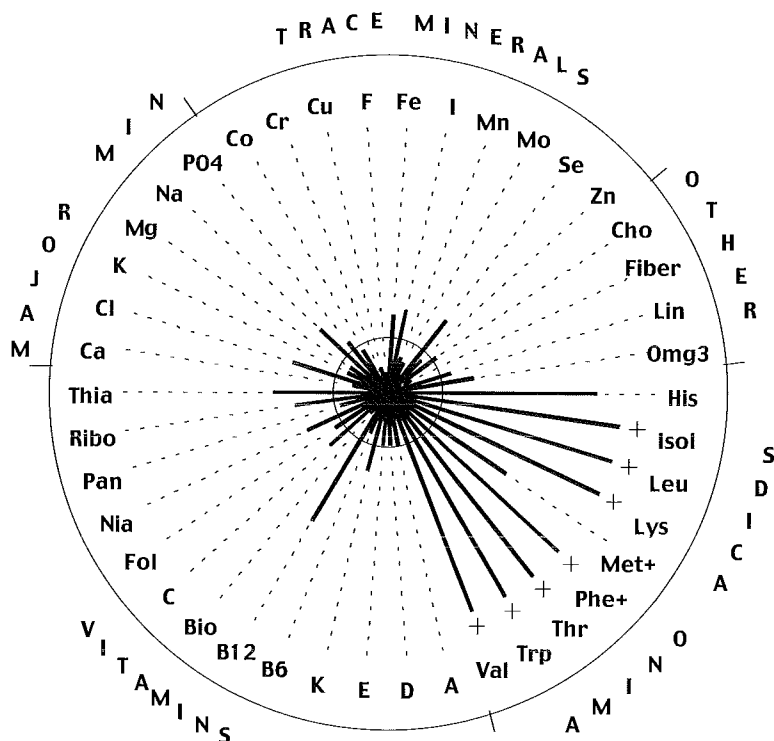 TRACE MINERALS
OTHER
AMINO ACIDS
VITAMINS
MAJOR MIN
Fe
I
Mn
Mo
Se
Zn
Cho
Fiber
Lin
Omg3
His
isol
Leu
Lys
Met+
Phe+
Thr
Trp
Val
A
D
E
K
B6
B12
Bio
C
Fol
Nia
Pan
Ribo
Thia
Ca
Cl
K
Mg
Na
PO4
Co
Cr
Cu
F
+
+
+
+
+
+
+